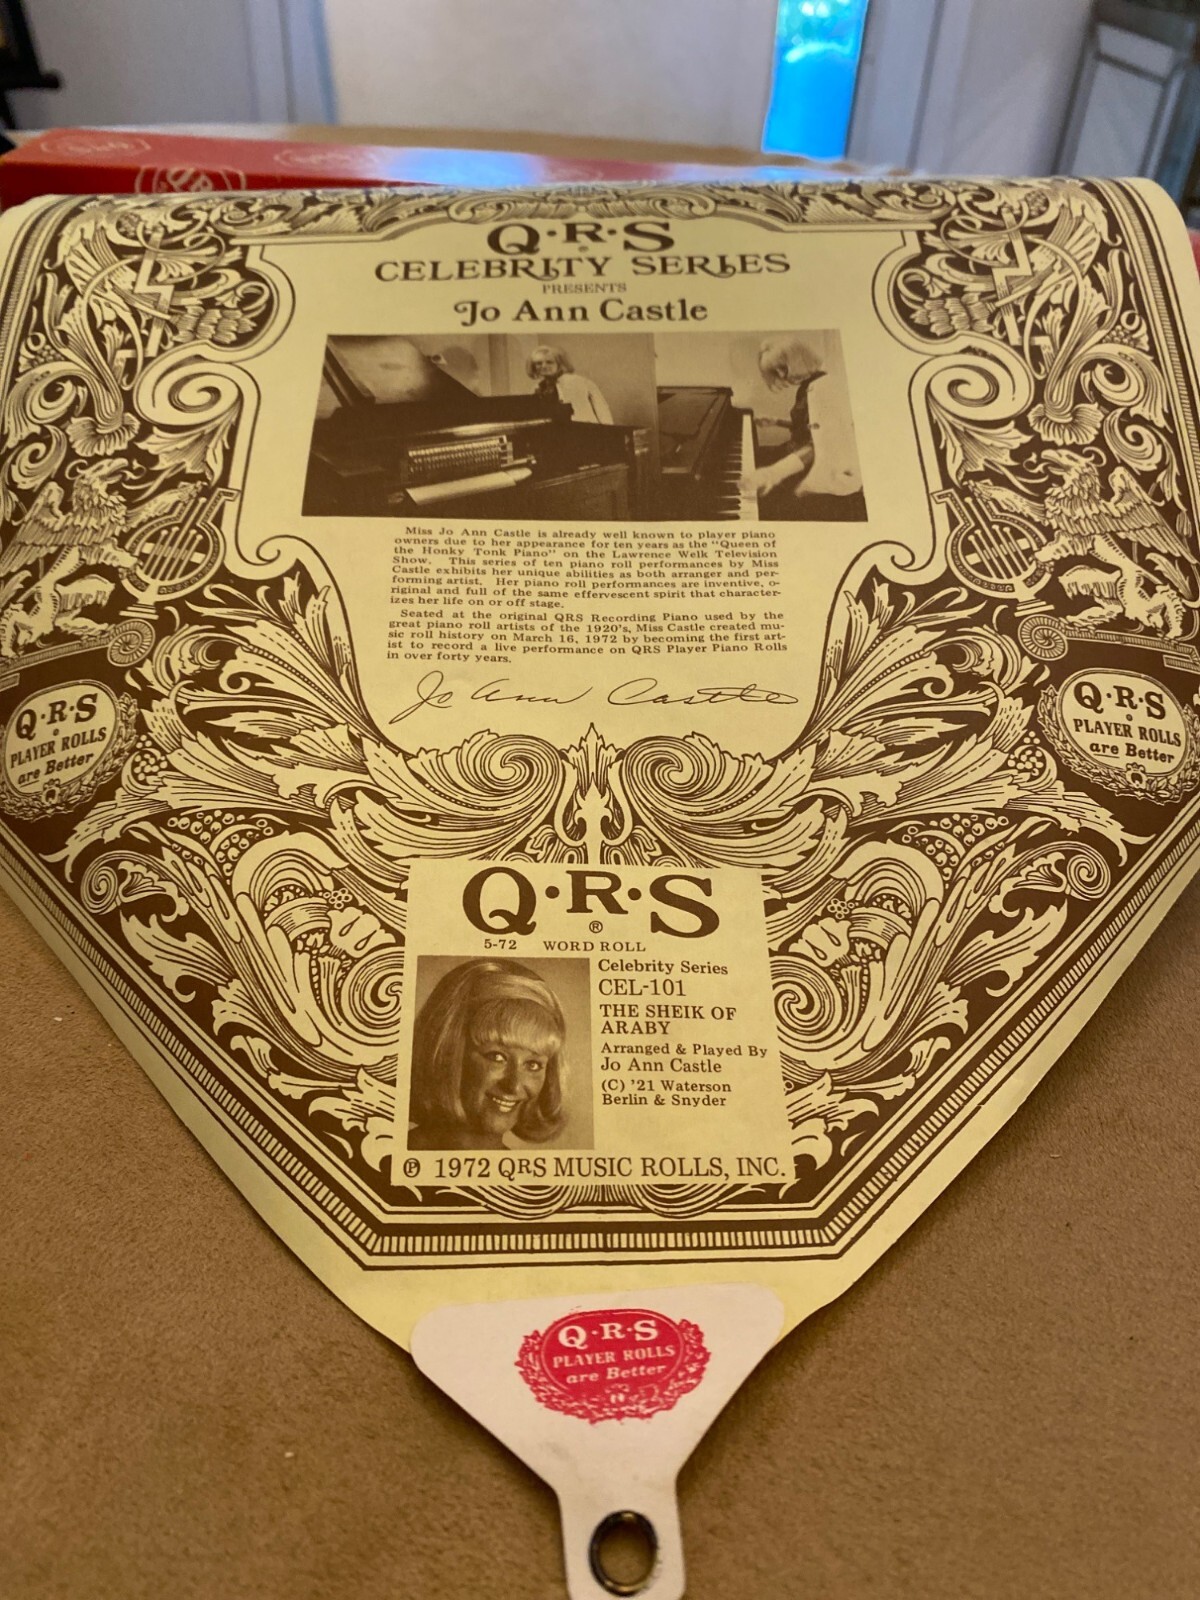 Q·R·S
®
CELEBRITY SERIES
PRESENTS
Jo Ann Castle
Miss Jo Ann Castle is already well known to player piano
owners due to her appearance for ten years as the "Queen of
the Honky Tonk Piano" on the Lawrence Welk Television
Show. This series of ten piano roll performances by Miss
Castle exhibits her unique abilities as both arranger and per-
forming artist. Her piano roll performances are inventive, o-
riginal and full of the same effervescent spirit that character-
izes her life on or off stage.
Seated at the original QRS Recording Piano used by the
great piano roll artists of the 1920's, Miss Castle created mu-
sic roll history on March 16, 1972 by becoming the first art-
ist to record a live performance on QRS Player Piano Rolls
in over forty years.
Jo Ann Castle
Q·R·S
PLAYER ROLLS
are Better
Q·R·S
PLAYER ROLLS
are Better
Q·R·S
®
5-72 WORD ROLL
Celebrity Series
CEL-101
THE SHEIK OF
ARABY
Arranged & Played By
Jo Ann Castle
(C) '21 Waterson
Berlin & Snyder
℗ 1972 QRS MUSIC ROLLS, INC.
Q·R·S
PLAYER ROLLS
are Better